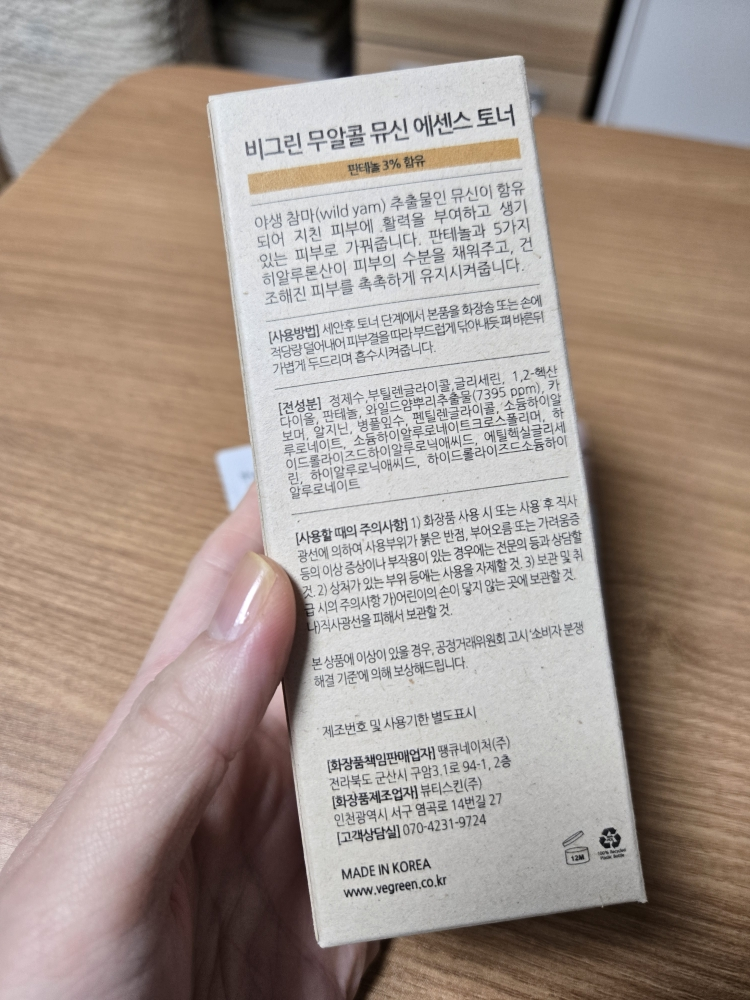 비그린 무알콜 뮤신 에센스 토너
판테놀 3% 함유
야생 참마(wild yam) 추출물인 뮤신이 함유
되어 지친 피부에 활력을 부여하고 생기
있는 피부로 가꿔줍니다. 판테놀과 5가지
히알루론산이 피부의 수분을 채워주고, 건
조해진 피부를 촉촉하게 유지시켜줍니다.
[사용방법] 세안후 토너 단계에서 본품을 화장솜 또는 손에
적당량 덜어내어 피부결을 따라 부드럽게 닦아내듯 펴 바른뒤
가볍게 두드리며 흡수시켜줍니다.
[전성분] 정제수,부틸렌글라이콜,글리세린, 1,2-헥산
다이올, 판테놀, 와일드얌뿌리추출물(7395 ppm), 카
보머, 알지닌, 병풀잎수, 펜틸렌글라이콜, 소듐하이알
루로네이트, 소듐하이알루로네이트크로스폴리머, 하
이드롤라이즈드하이알루로닉애씨드, 에틸헥실글리세
린, 하이알루로닉애씨드, 하이드롤라이즈드소듐하이
알루로네이트
[사용할 때의 주의사항] 1) 화장품 사용 시 또는 사용 후 직사
광선에 의하여 사용부위가 붉은 반점, 부어오름 또는 가려움증
등의 이상 증상이나 부작용이 있는 경우에는 전문의 등과 상담할
것. 2) 상처가 있는 부위 등에는 사용을 자제할 것. 3) 보관 및 취
급 시의 주의사항 가)어린이의 손이 닿지 않는 곳에 보관할 것.
나)직사광선을 피해서 보관할 것.
본 상품에 이상이 있을 경우, 공정거래위원회 고시 '소비자 분쟁
해결 기준'에 의해 보상해드립니다.
제조번호 및 사용기한 별도표시
[화장품책임판매업자] 땡큐네이처(주)
전라북도 군산시 구암3.1로 94-1, 2층
[화장품제조업자] 뷰티스킨(주)
인천광역시 서구 염곡로 14번길 27
[고객상담실] 070-4231-9724
MADE IN KOREA
www.vegreen.co.kr
12M
100% Recycled